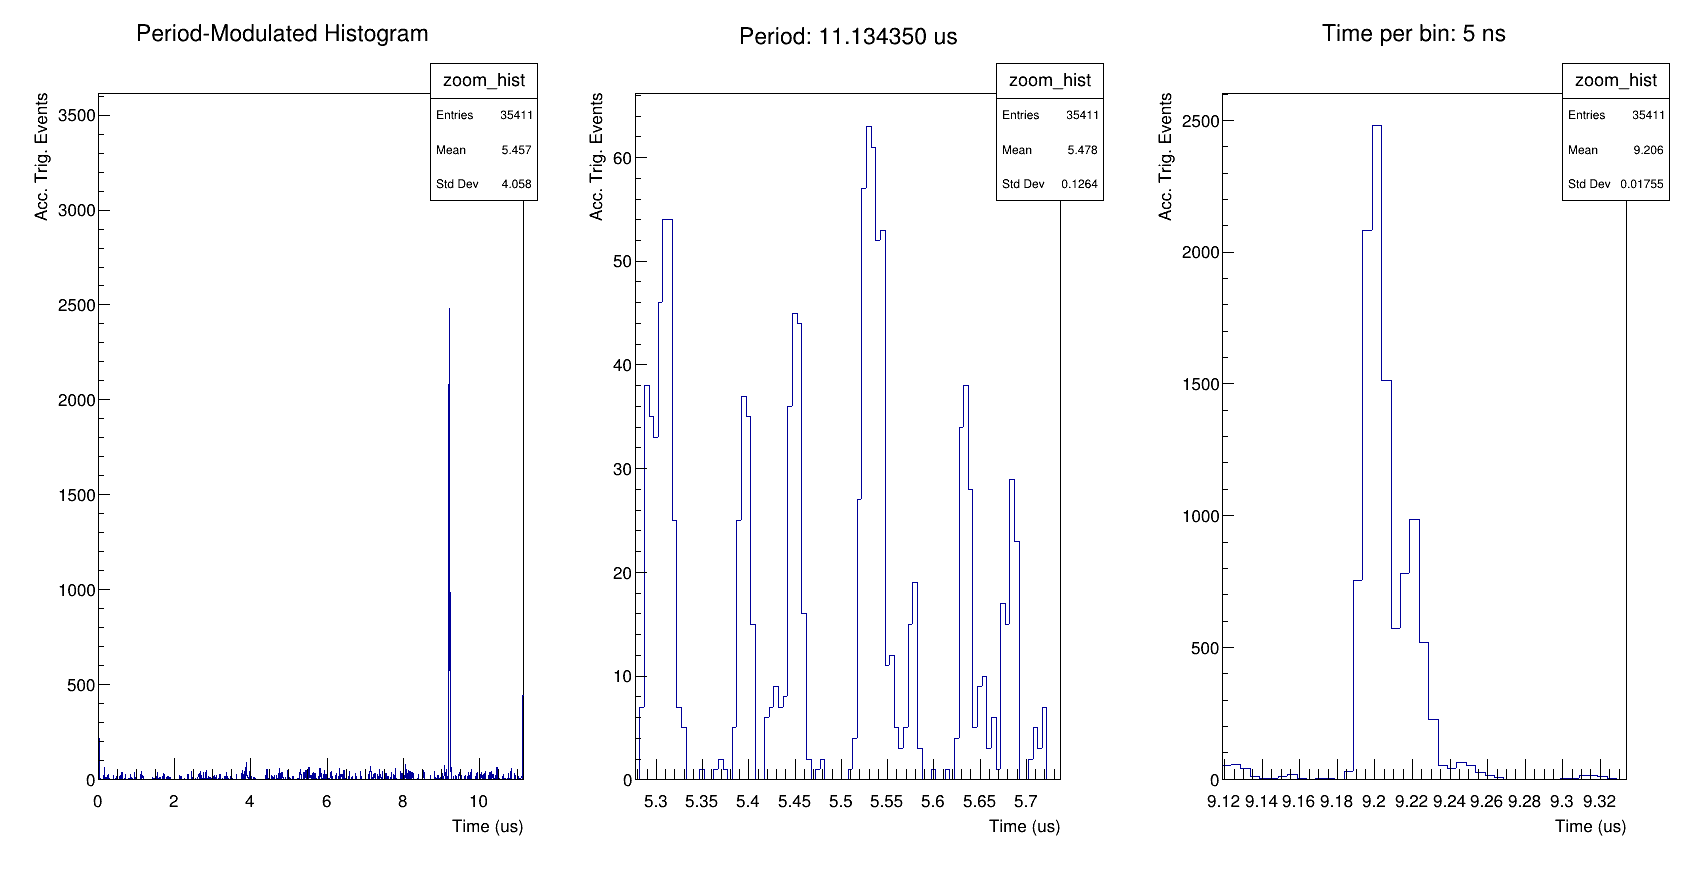 Period-Modulated Histogram
Acc. Trig. Events
zoom_hist
Entries 35411
Mean 5.457
Std Dev 4.058
3500
3000
2500
2000
1500
1000
500
0
0 2 4 6 8 10
Time (us)
Period: 11.134350 us
Acc. Trig. Events
zoom_hist
Entries 35411
Mean 5.478
Std Dev 0.1264
60
50
40
30
20
10
0
5.3 5.35 5.4 5.45 5.5 5.55 5.6 5.65 5.7
Time (us)
Time per bin: 5 ns
Acc. Trig. Events
zoom_hist
Entries 35411
Mean 9.206
Std Dev 0.01755
2500
2000
1500
1000
500
0
9.12 9.14 9.16 9.18 9.2 9.22 9.24 9.26 9.28 9.3 9.32
Time (us)